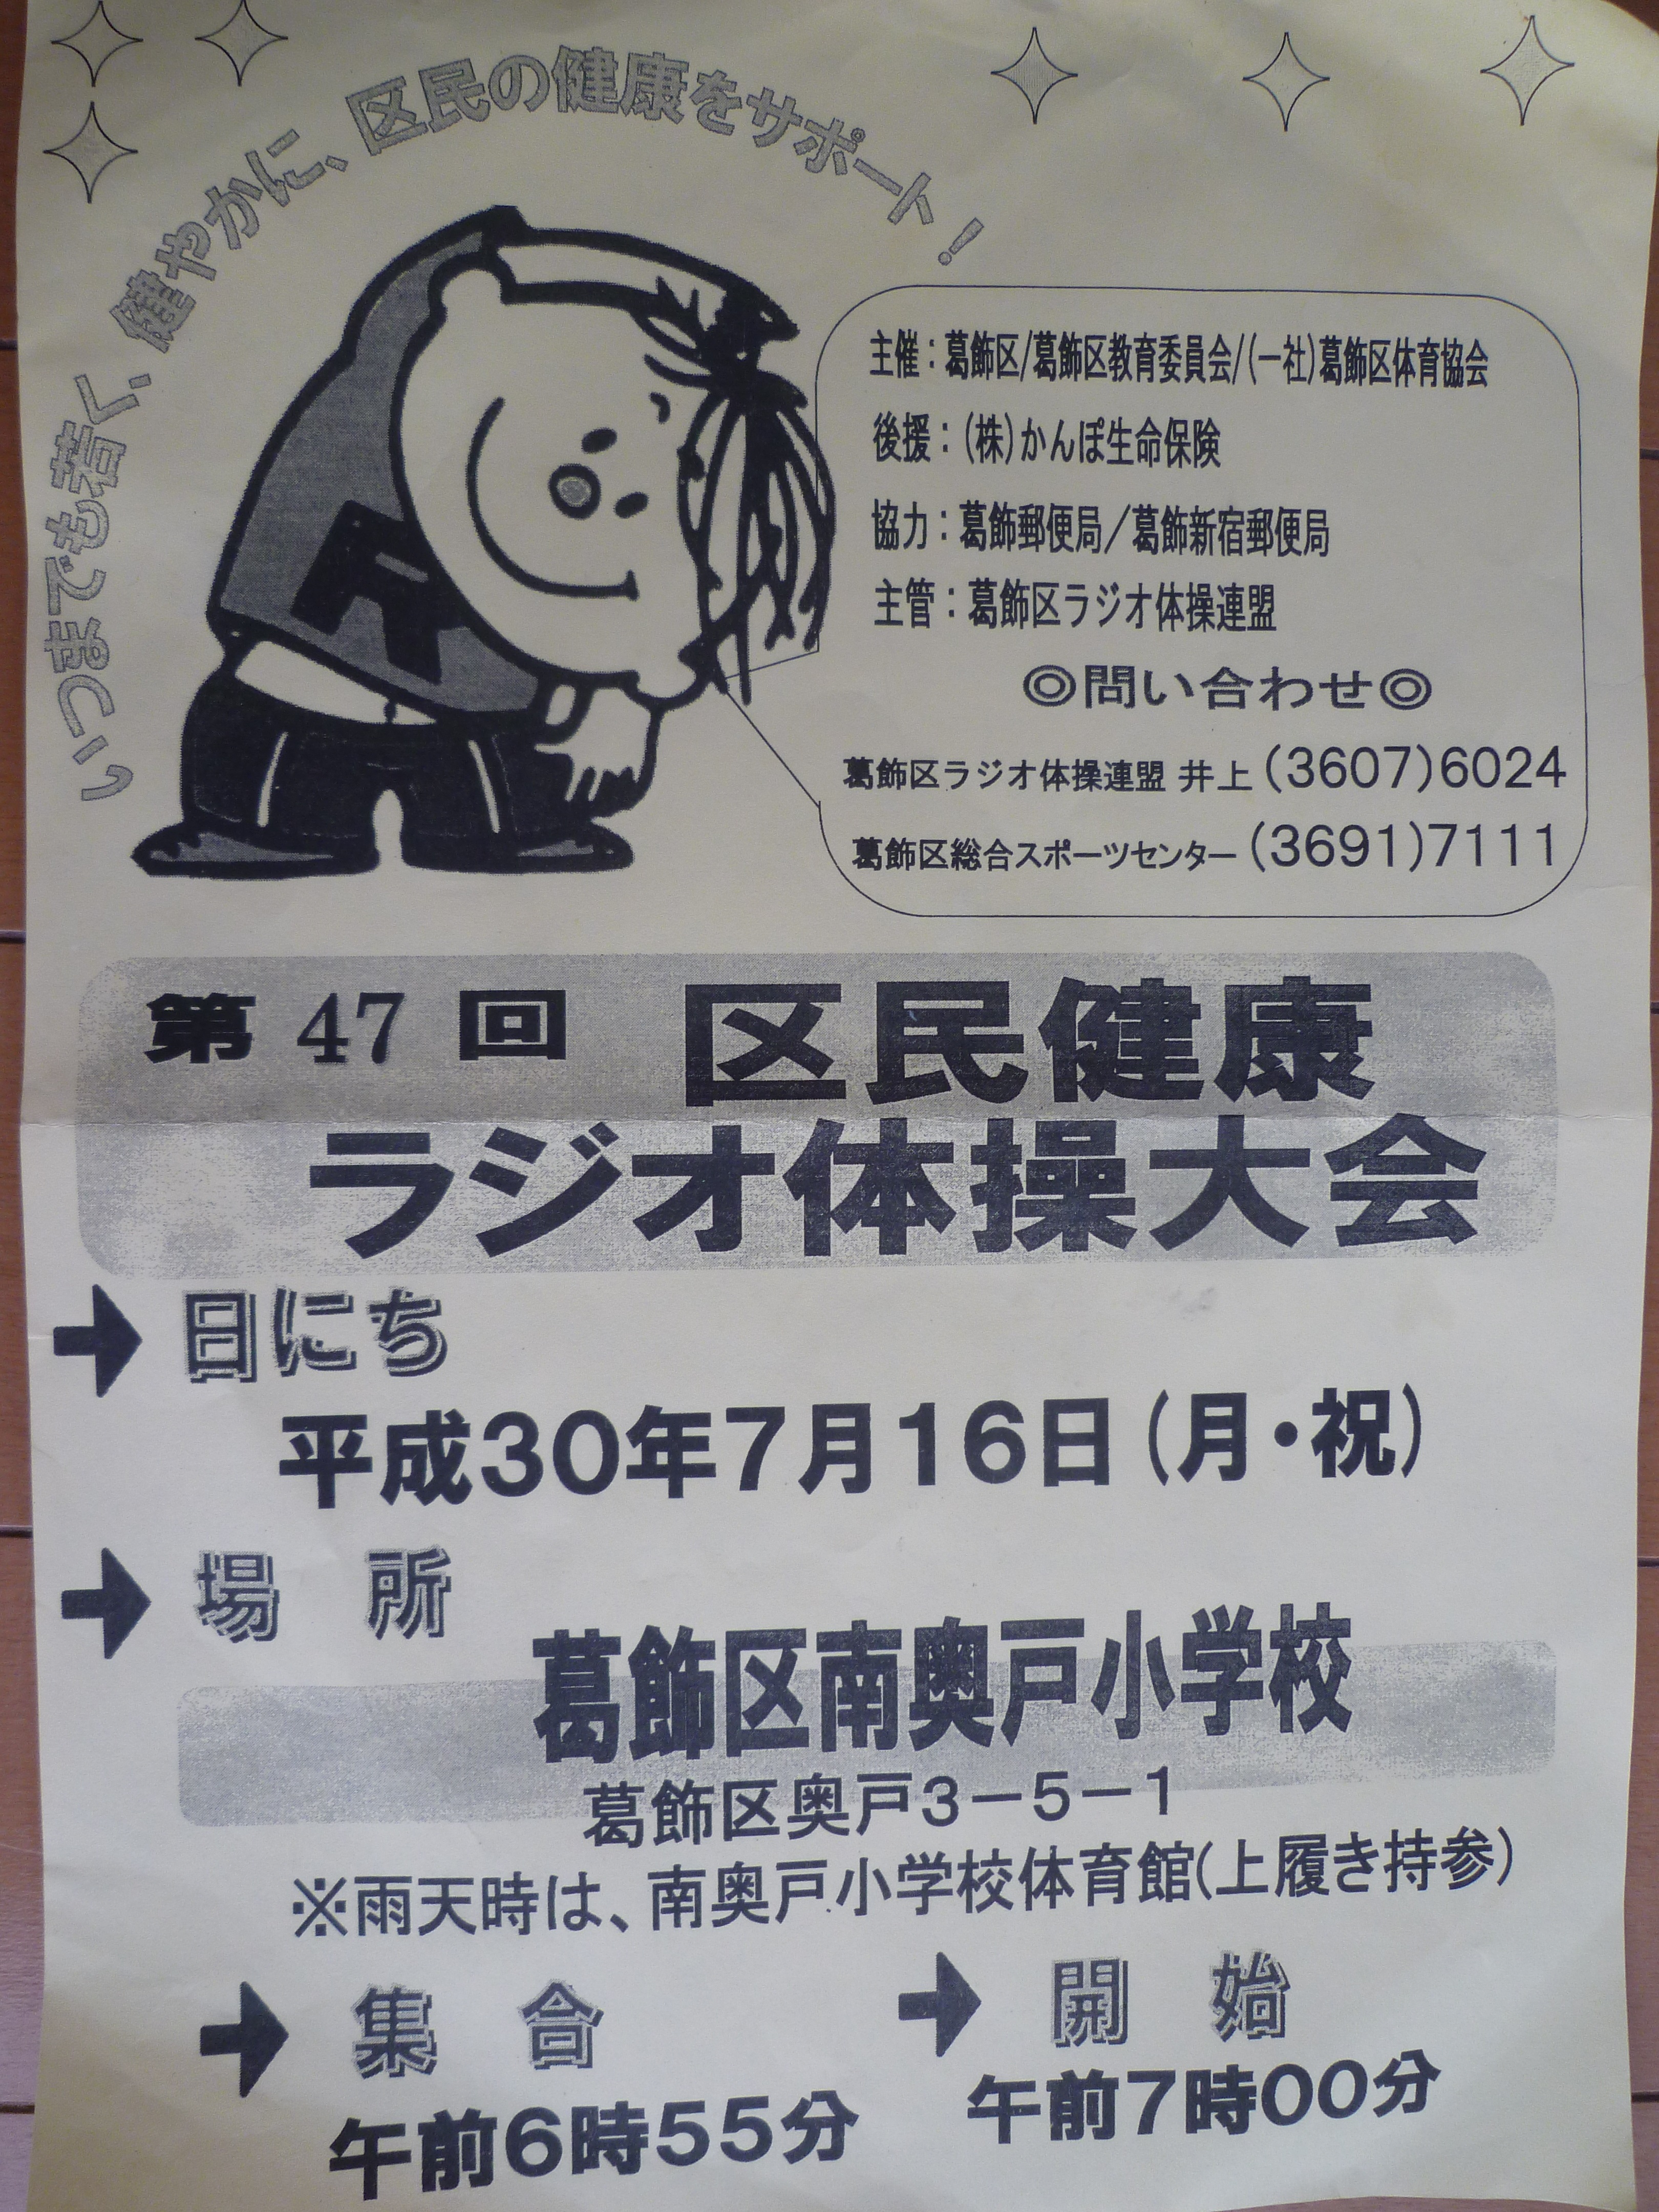 いつまでも若く、健やかに、区民の健康をサポート！
主催：葛飾区/葛飾区教育委員会/(一社)葛飾区体育協会
後援：(株)かんぽ生命保険
協力：葛飾郵便局／葛飾新宿郵便局
主管：葛飾区ラジオ体操連盟
◎問い合わせ◎
葛飾区ラジオ体操連盟 井上(3607)6024
葛飾区総合スポーツセンター(3691)7111
第 47 回 区民健康
ラジオ体操大会
日にち
平成30年7月16日(月・祝)
場 所
葛飾区南奥戸小学校
葛飾区奥戸3－5－1
※雨天時は、南奥戸小学校体育館(上履き持参)
集 合 開 始
午前6時55分 午前7時00分